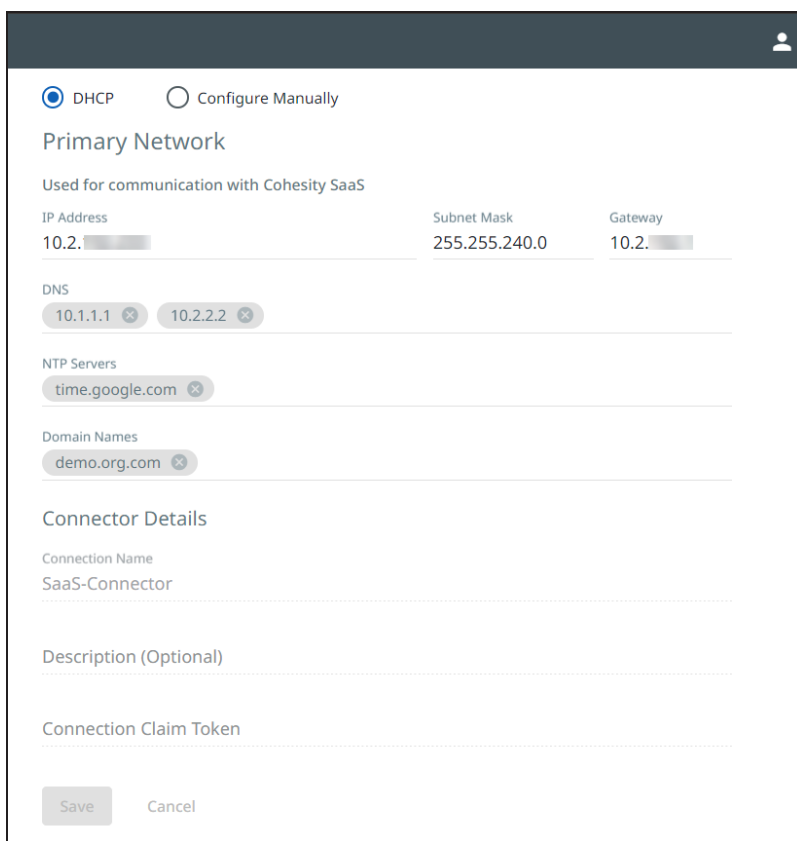 DHCP Configure Manually
Primary Network
Used for communication with Cohesity SaaS
IP Address Subnet Mask Gateway
10.2. 255.255.240.0 10.2.
DNS
10.1.1.1 10.2.2.2
NTP Servers
time.google.com
Domain Names
demo.org.com
Connector Details
Connection Name
SaaS-Connector
Description (Optional)
Connection Claim Token
Save Cancel